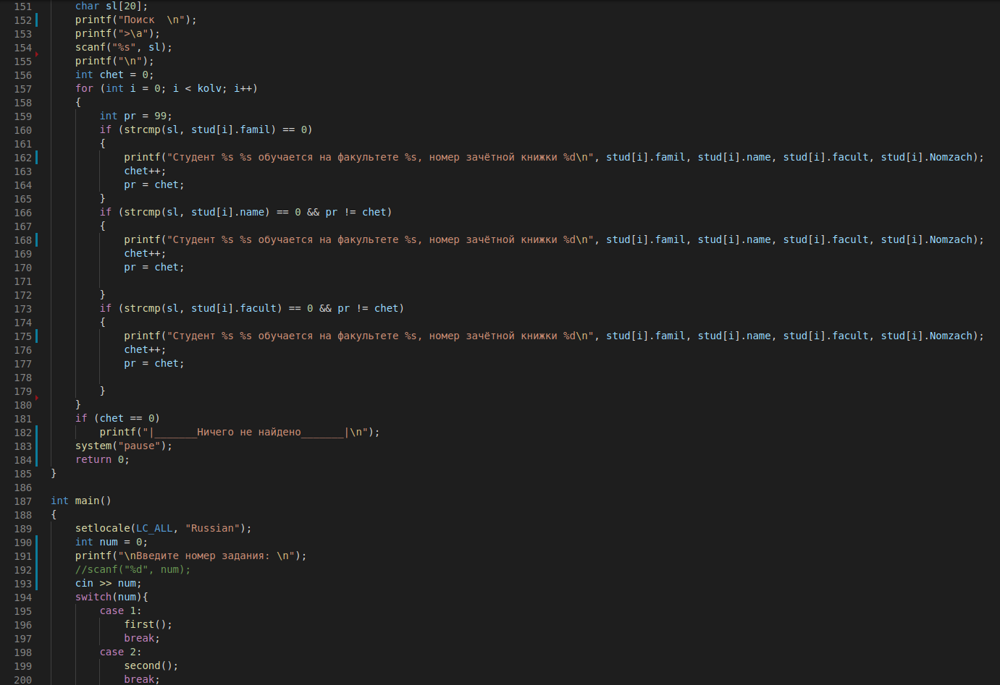 151 char sl[20];
152 printf("Поиск  \n");
153 printf(">\a");
154 scanf("%s", sl);
155 printf("\n");
156 int chet = 0;
157 for (int i = 0; i < kolv; i++)
158 {
159 int pr = 99;
160 if (strcmp(sl, stud[i].famil) == 0)
161 {
162 printf("Студент %s %s обучается на факультете %s, номер зачётной книжки %d\n", stud[i].famil, stud[i].name, stud[i].facult, stud[i].Nomzach);
163 chet++;
164 pr = chet;
165 }
166 if (strcmp(sl, stud[i].name) == 0 && pr != chet)
167 {
168 printf("Студент %s %s обучается на факультете %s, номер зачётной книжки %d\n", stud[i].famil, stud[i].name, stud[i].facult, stud[i].Nomzach);
169 chet++;
170 pr = chet;
171
172 }
173 if (strcmp(sl, stud[i].facult) == 0 && pr != chet)
174 {
175 printf("Студент %s %s обучается на факультете %s, номер зачётной книжки %d\n", stud[i].famil, stud[i].name, stud[i].facult, stud[i].Nomzach);
176 chet++;
177 pr = chet;
178
179 }
180 }
181 if (chet == 0)
182 printf("|_______Ничего не найдено_______|\n");
183 system("pause");
184 return 0;
185 }
186
187 int main()
188 {
189 setlocale(LC_ALL, "Russian");
190 int num = 0;
191 printf("\nВведите номер задания: \n");
192 //scanf("%d", num);
193 cin >> num;
194 switch(num){
195 case 1:
196 first();
197 break;
198 case 2:
199 second();
200 break;